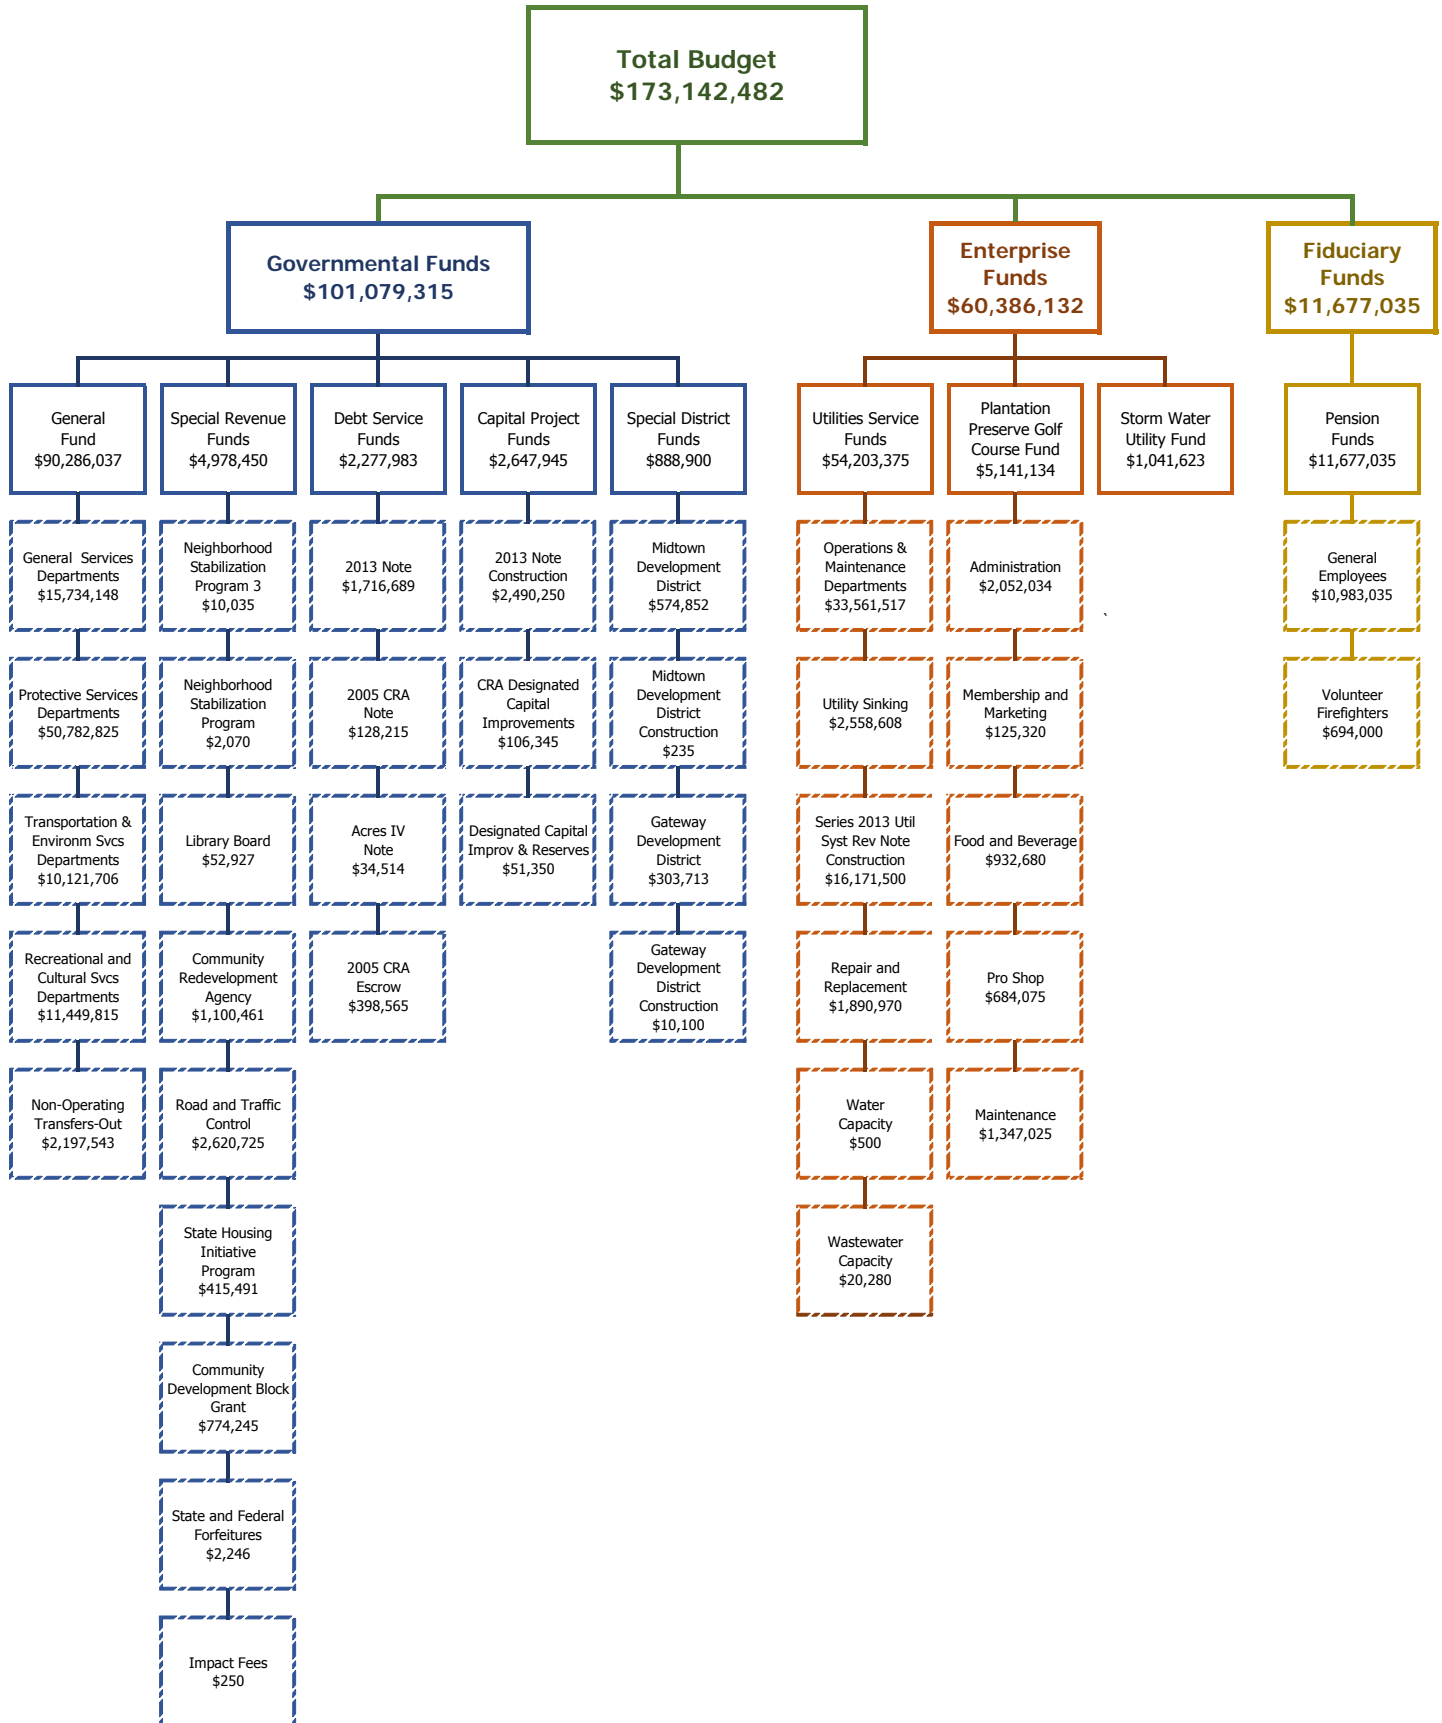 Total Budget
$173,142,482
Governmental Funds
$101,079,315
Enterprise
Funds
$60,386,132
Fiduciary
Funds
$11,677,035
General
Fund
$90,286,037
Special Revenue
Funds
$4,978,450
Debt Service
Funds
$2,277,983
Capital Project
Funds
$2,647,945
Special District
Funds
$888,900
Utilities Service
Funds
$54,203,375
Plantation
Preserve Golf
Course Fund
$5,141,134
Storm Water
Utility Fund
$1,041,623
Pension
Funds
$11,677,035
General Services
Departments
$15,734,148
Neighborhood
Stabilization
Program 3
$10,035
2013 Note
$1,716,689
2013 Note
Construction
$2,490,250
Midtown
Development
District
$574,852
Operations &
Maintenance
Departments
$33,561,517
Administration
$2,052,034
`
General
Employees
$10,983,035
Protective Services
Departments
$50,782,825
Neighborhood
Stabilization
Program
$2,070
2005 CRA
Note
$128,215
CRA Designated
Capital
Improvements
$106,345
Midtown
Development
District
Construction
$235
Utility Sinking
$2,558,608
Membership and
Marketing
$125,320
Volunteer
Firefighters
$694,000
Transportation &
Environm Svcs
Departments
$10,121,706
Library Board
$52,927
Acres IV
Note
$34,514
Designated Capital
Improv & Reserves
$51,350
Gateway
Development
District
$303,713
Series 2013 Util
Syst Rev Note
Construction
$16,171,500
Food and Beverage
$932,680
Recreational and
Cultural Svcs
Departments
$11,449,815
Community
Redevelopment
Agency
$1,100,461
2005 CRA
Escrow
$398,565
Gateway
Development
District
Construction
$10,100
Repair and
Replacement
$1,890,970
Pro Shop
$684,075
Non-Operating
Transfers-Out
$2,197,543
Road and Traffic
Control
$2,620,725
Water
Capacity
$500
Maintenance
$1,347,025
State Housing
Initiative
Program
$415,491
Wastewater
Capacity
$20,280
Community
Development Block
Grant
$774,245
State and Federal
Forfeitures
$2,246
Impact Fees
$250